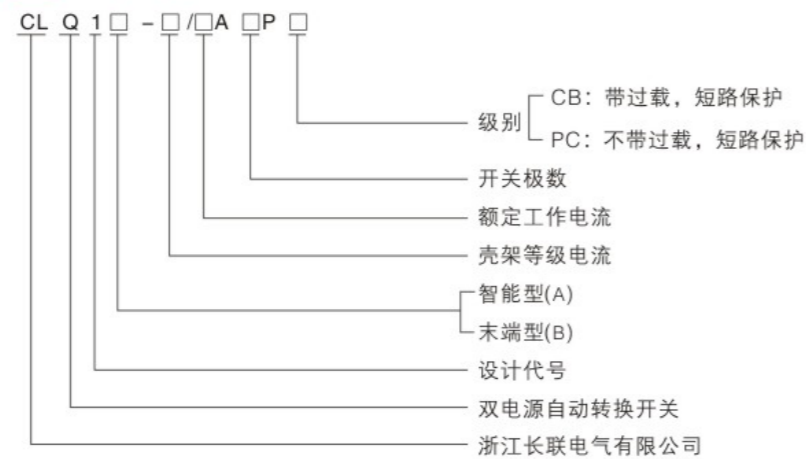 CL Q 1 □ - □ / □ A □ P □
CB：带过载，短路保护
级别
PC：不带过载，短路保护
开关极数
额定工作电流
壳架等级电流
智能型(A)
末端型(B)
设计代号
双电源自动转换开关
浙江长联电气有限公司